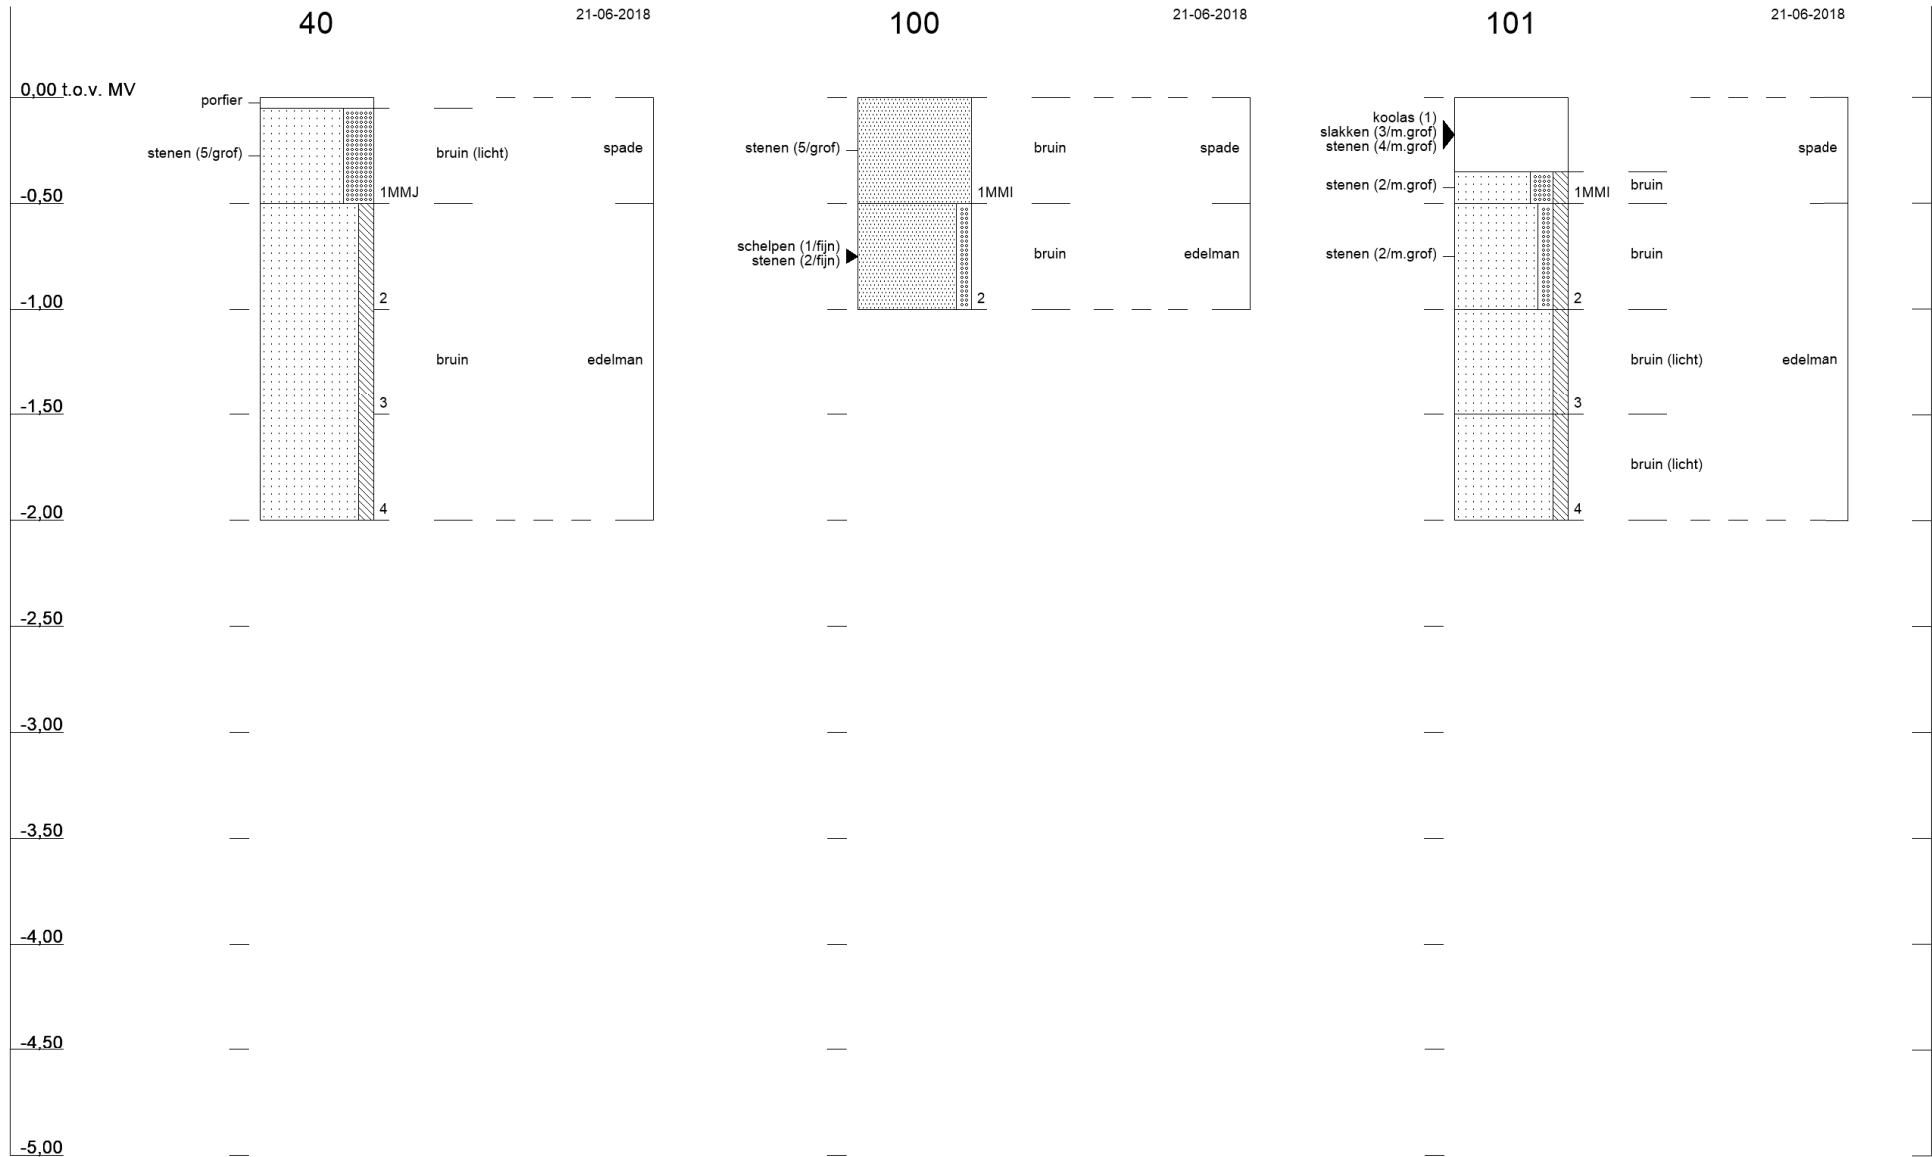 40
21-06-2018
100
21-06-2018
101
21-06-2018
0,00 t.o.v. MV
-0,50
-1,00
-1,50
-2,00
-2,50
-3,00
-3,50
-4,00
-4,50
-5,00
porfier
stenen (5/grof)
bruin (licht)
spade
1MMJ
2
bruin
edelman
3
4
stenen (5/grof)
bruin
spade
1MMI
schelpen (1/fijn)
stenen (2/fijn)
bruin
edelman
2
koolas (1)
slakken (3/m.grof)
stenen (4/m.grof)
spade
stenen (2/m.grof)
1MMI
bruin
stenen (2/m.grof)
bruin
2
bruin (licht)
edelman
3
bruin (licht)
4